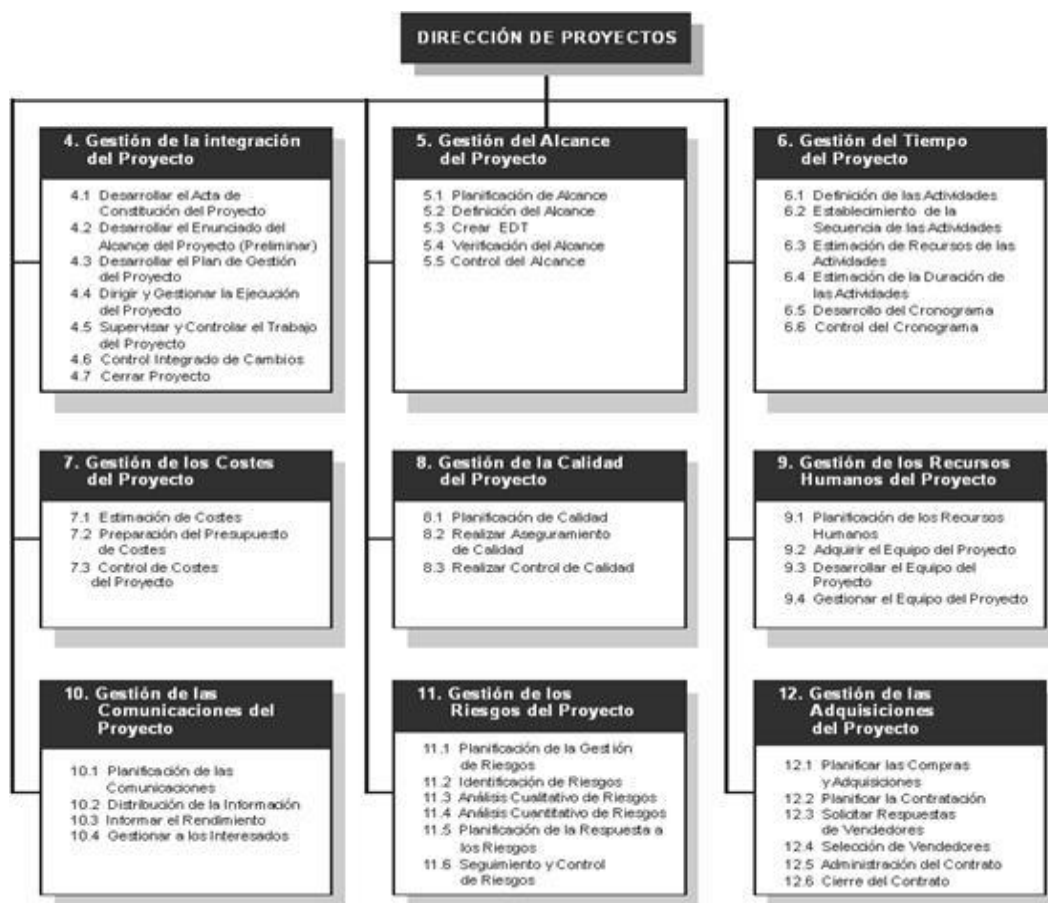 DIRECCIÓN DE PROYECTOS
4. Gestión de la integración
del Proyecto
4.1 Desarrollar el Acta de
Constitución del Proyecto
4.2 Desarrollar el Enunciado del
Alcance del Proyecto (Preliminar)
4.3 Desarrollar el Plan de Gestión
del Proyecto
4.4 Dirigir y Gestionar la Ejecución
del Proyecto
4.5 Supervisar y Controlar el Trabajo
del Proyecto
4.6 Control Integrado de Cambios
4.7 Cerrar Proyecto
5. Gestión del Alcance
del Proyecto
5.1 Planificación de Alcance
5.2 Definición del Alcance
5.3 Crear EDT
5.4 Verificación del Alcance
5.5 Control del Alcance
6. Gestión del Tiempo
del Proyecto
6.1 Definición de las Actividades
6.2 Establecimiento de la
Secuencia de las Actividades
6.3 Estimación de Recursos de las
Actividades
6.4 Estimación de la Duración de
las Actividades
6.5 Desarrollo del Cronograma
6.6 Control del Cronograma
7. Gestión de los Costes
del Proyecto
7.1 Estimación de Costes
7.2 Preparación del Presupuesto
de Costes
7.3 Control de Costes
del Proyecto
8. Gestión de la Calidad
del Proyecto
8.1 Planificación de Calidad
8.2 Realizar Aseguramiento
de Calidad
8.3 Realizar Control de Calidad
9. Gestión de los Recursos
Humanos del Proyecto
9.1 Planificación de los Recursos
Humanos
9.2 Adquirir el Equipo del Proyecto
9.3 Desarrollar el Equipo del
Proyecto
9.4 Gestionar el Equipo del Proyecto
10. Gestión de las
Comunicaciones del
Proyecto
10.1 Planificación de las
Comunicaciones
10.2 Distribución de la Información
10.3 Informar el Rendimiento
10.4 Gestionar a los Interesados
11. Gestión de los
Riesgos del Proyecto
11.1 Planificación de la Gestión
de Riesgos
11.2 Identificación de Riesgos
11.3 Análisis Cualitativo de Riesgos
11.4 Análisis Cuantitativo de Riesgos
11.5 Planificación de la Respuesta a
los Riesgos
11.6 Seguimiento y Control
de Riesgos
12. Gestión de las
Adquisiciones
del Proyecto
12.1 Planificar las Compras
y Adquisiciones
12.2 Planificar la Contratación
12.3 Solicitar Respuestas
de Vendedores
12.4 Selección de Vendedores
12.5 Administración del Contrato
12.6 Cierre del Contrato